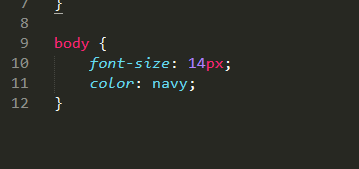 7 }
8
9 body {
10 font-size: 14px;
11 color: navy;
12 }